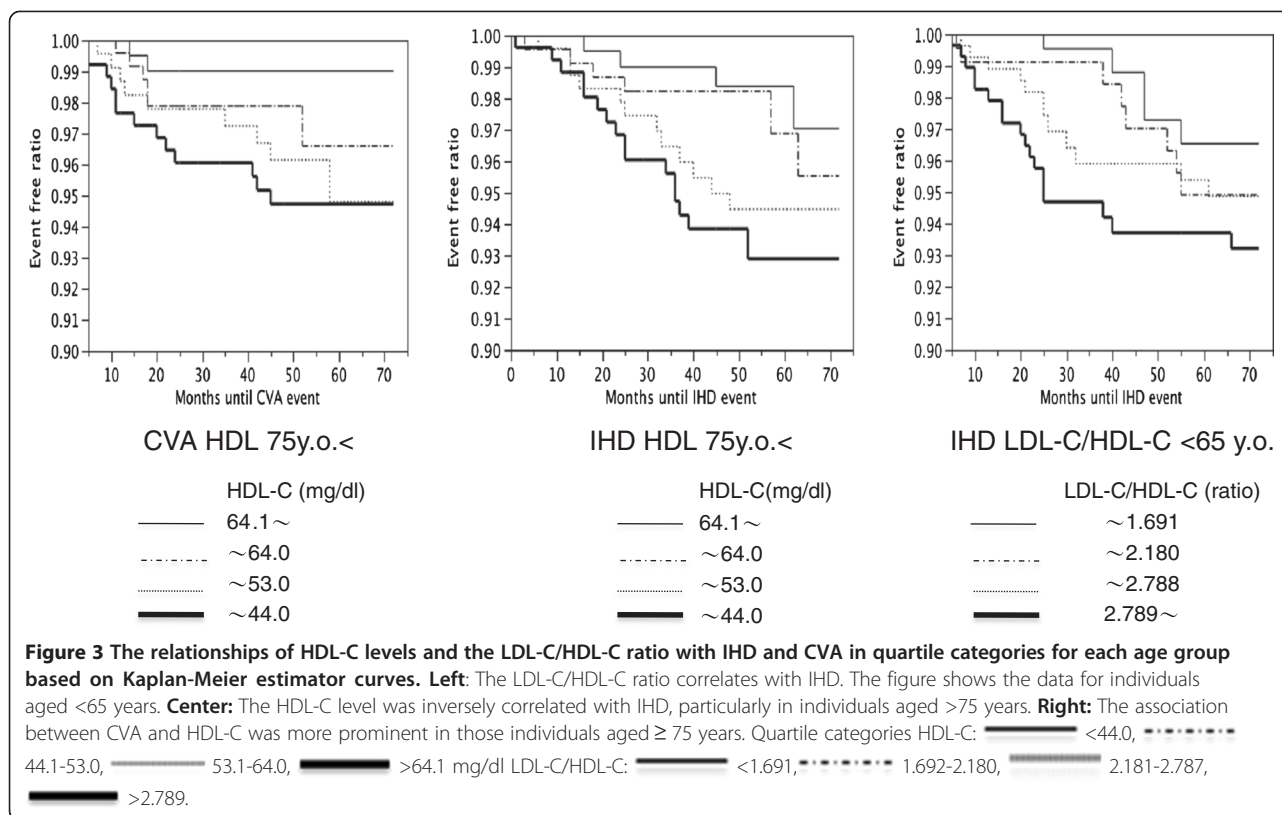 1.00
0.99
0.98
0.97
0.96
0.95
0.94
0.93
0.92
0.91
0.90
Event free ratio
10 20 30 40 50 60 70
Months until CVA event
CVA HDL 75y.o.<
HDL-C (mg/dl)
64.1~
~64.0
~53.0
~44.0
1.00
0.99
0.98
0.97
0.96
0.95
0.94
0.93
0.92
0.91
0.90
Event free ratio
0 10 20 30 40 50 60 70
Months until IHD event
IHD HDL 75y.o.<
HDL-C(mg/dl)
64.1~
~64.0
~53.0
~44.0
1.00
0.99
0.98
0.97
0.96
0.95
0.94
0.93
0.92
0.91
0.90
Event free ratio
10 20 30 40 50 60 70
Months until IHD event
IHD LDL-C/HDL-C <65 y.o.
LDL-C/HDL-C (ratio)
~1.691
~2.180
~2.788
2.789~
Figure 3 The relationships of HDL-C levels and the LDL-C/HDL-C ratio with IHD and CVA in quartile categories for each age group
based on Kaplan-Meier estimator curves. Left: The LDL-C/HDL-C ratio correlates with IHD. The figure shows the data for individuals
aged <65 years. Center: The HDL-C level was inversely correlated with IHD, particularly in individuals aged >75 years. Right: The association
between CVA and HDL-C was more prominent in those individuals aged ≥ 75 years. Quartile categories HDL-C: <44.0,
44.1-53.0, 53.1-64.0, >64.1 mg/dl LDL-C/HDL-C: <1.691, 1.692-2.180, 2.181-2.787,
>2.789.